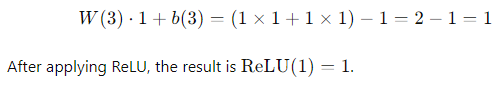 W(3) · 1 + b(3) = (1 × 1 + 1 × 1) − 1 = 2 − 1 = 1
After applying ReLU, the result is ReLU(1) = 1.